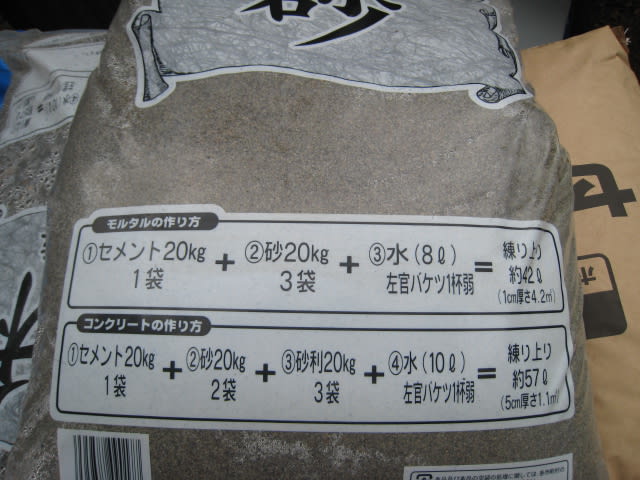 砂
モルタルの作り方
①セメント20kg 1袋 + ②砂20kg 3袋 + ③水(8ℓ) 左官バケツ1杯弱 = 練り上り 約42ℓ (1cm厚さ4.2㎡)
コンクリートの作り方
①セメント20kg 1袋 + ②砂20kg 2袋 + ③砂利20kg 3袋 + ④水(10ℓ) 左官バケツ1杯弱 = 練り上り 約57ℓ (5cm厚さ1.1㎡)
セ